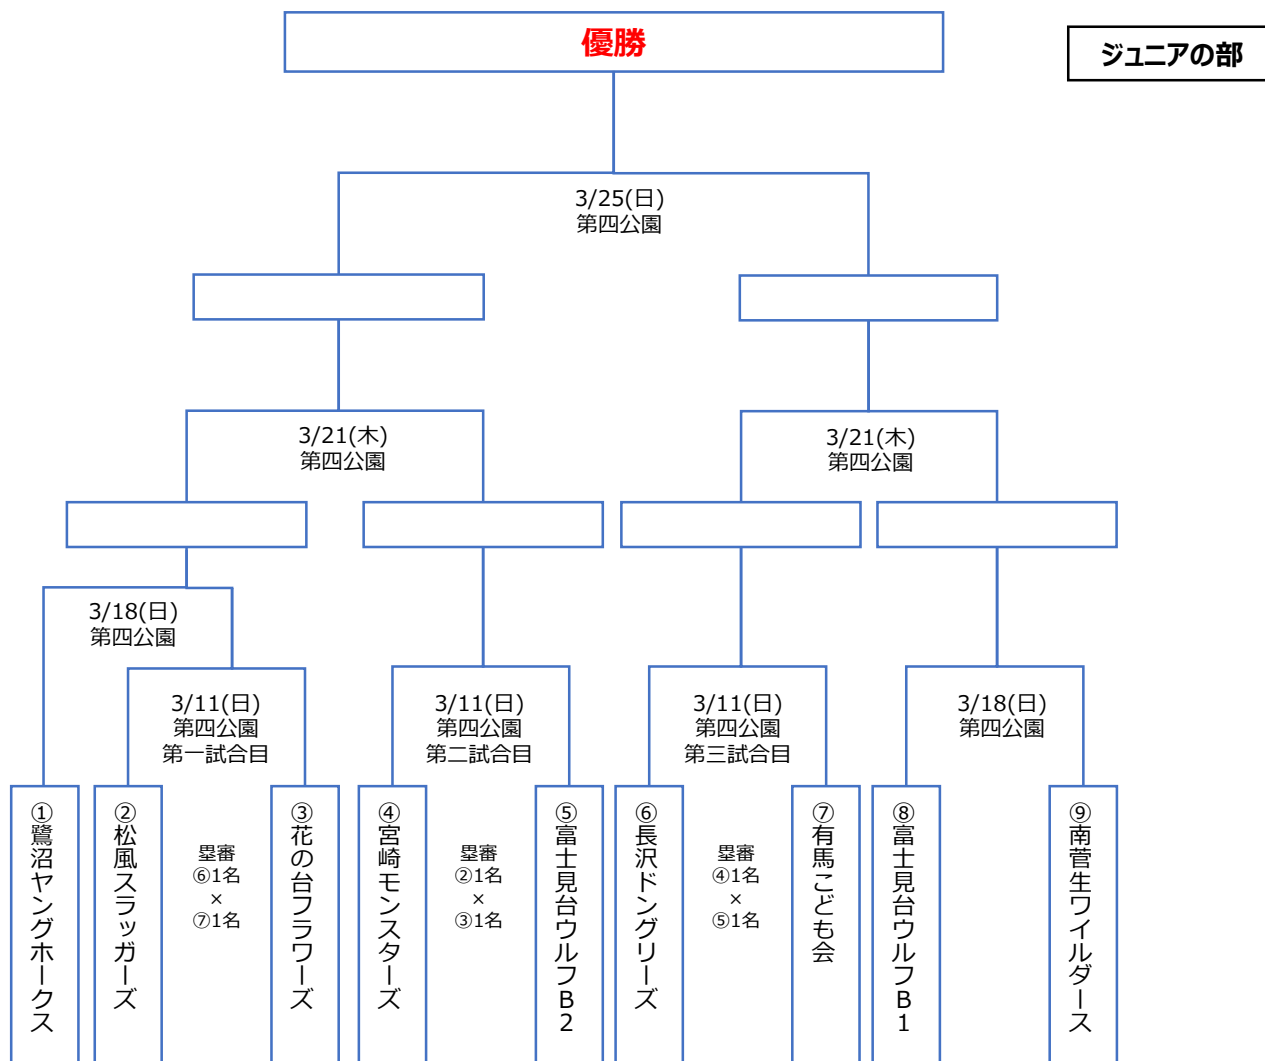 優勝
ジュニアの部
3/25(日)
第四公園
3/21(木)
第四公園
3/21(木)
第四公園
3/18(日)
第四公園
3/11(日)
第四公園
第一試合目
3/11(日)
第四公園
第二試合目
3/11(日)
第四公園
第三試合目
3/18(日)
第四公園
①鷺沼ヤングホークス
②松風スラッガーズ
塁審
⑥1名
×
⑦1名
③花の台フラワーズ
④宮崎モンスターズ
塁審
②1名
×
③1名
⑤富士見台ウルフB2
⑥長沢ドングリーズ
塁審
④1名
×
⑤1名
⑦有馬こども会
⑧富士見台ウルフB1
⑨南菅生ワイルダース